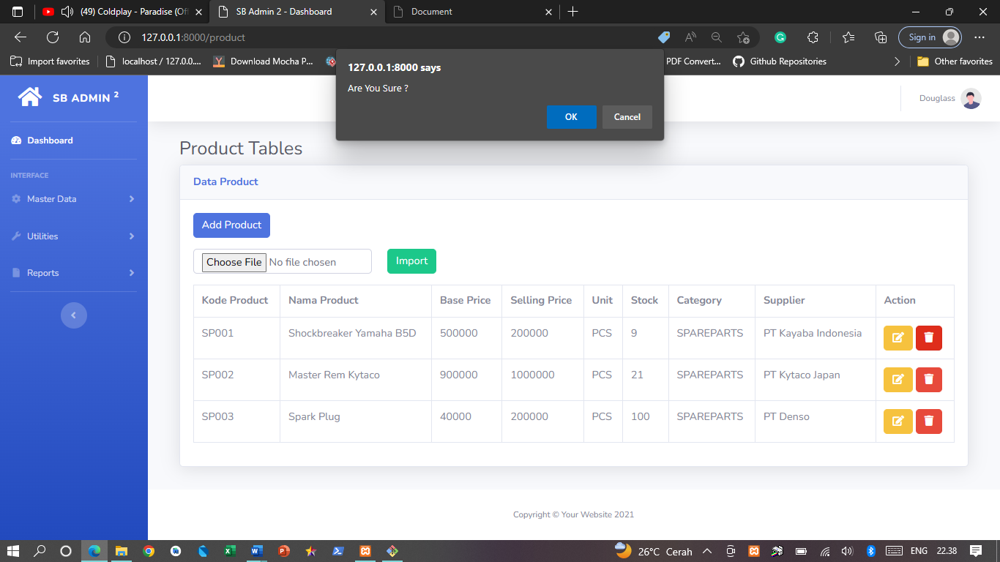 (49) Coldplay - Paradise (Offi
SB Admin 2 - Dashboard
Document
127.0.0.1:8000/product
Sign in
Import favorites
localhost / 127.0.0....
Download Mocha P...
PDF Convert...
Github Repositories
Other favorites
127.0.0.1:8000 says
Are You Sure ?
OK
Cancel
SB ADMIN 2
Douglass
Dashboard
INTERFACE
Master Data
Utilities
Reports
Product Tables
Data Product
Add Product
Choose File No file chosen
Import
Kode Product Nama Product Base Price Selling Price Unit Stock Category Supplier Action
SP001 Shockbreaker Yamaha B5D 500000 200000 PCS 9 SPAREPARTS PT Kayaba Indonesia
SP002 Master Rem Kytaco 900000 1000000 PCS 21 SPAREPARTS PT Kytaco Japan
SP003 Spark Plug 40000 200000 PCS 100 SPAREPARTS PT Denso
Copyright © Your Website 2021
26°C Cerah
ENG
22.38